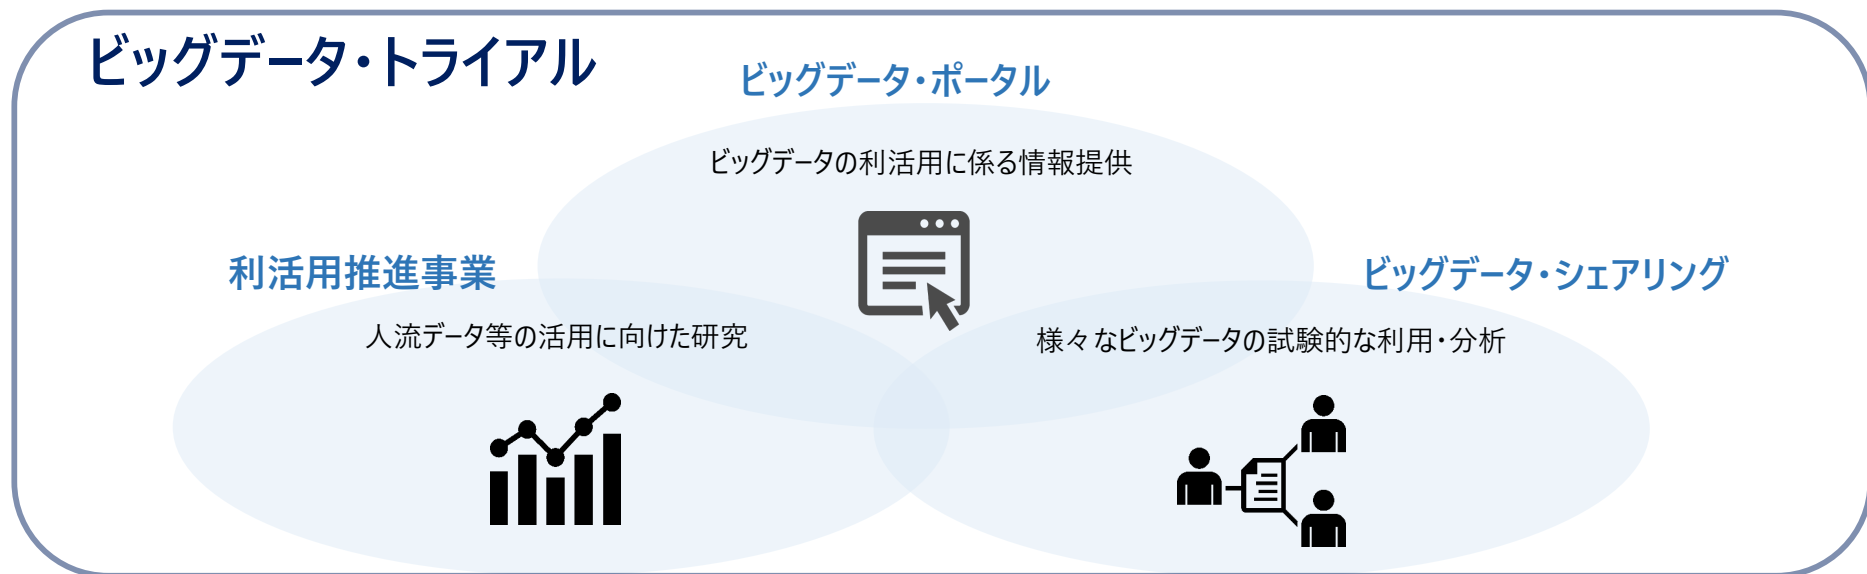 ビッグデータ・トライアル
ビッグデータ・ポータル
ビッグデータの利活用に係る情報提供
利活用推進事業
人流データ等の活用に向けた研究
ビッグデータ・シェアリング
様々なビッグデータの試験的な利用・分析